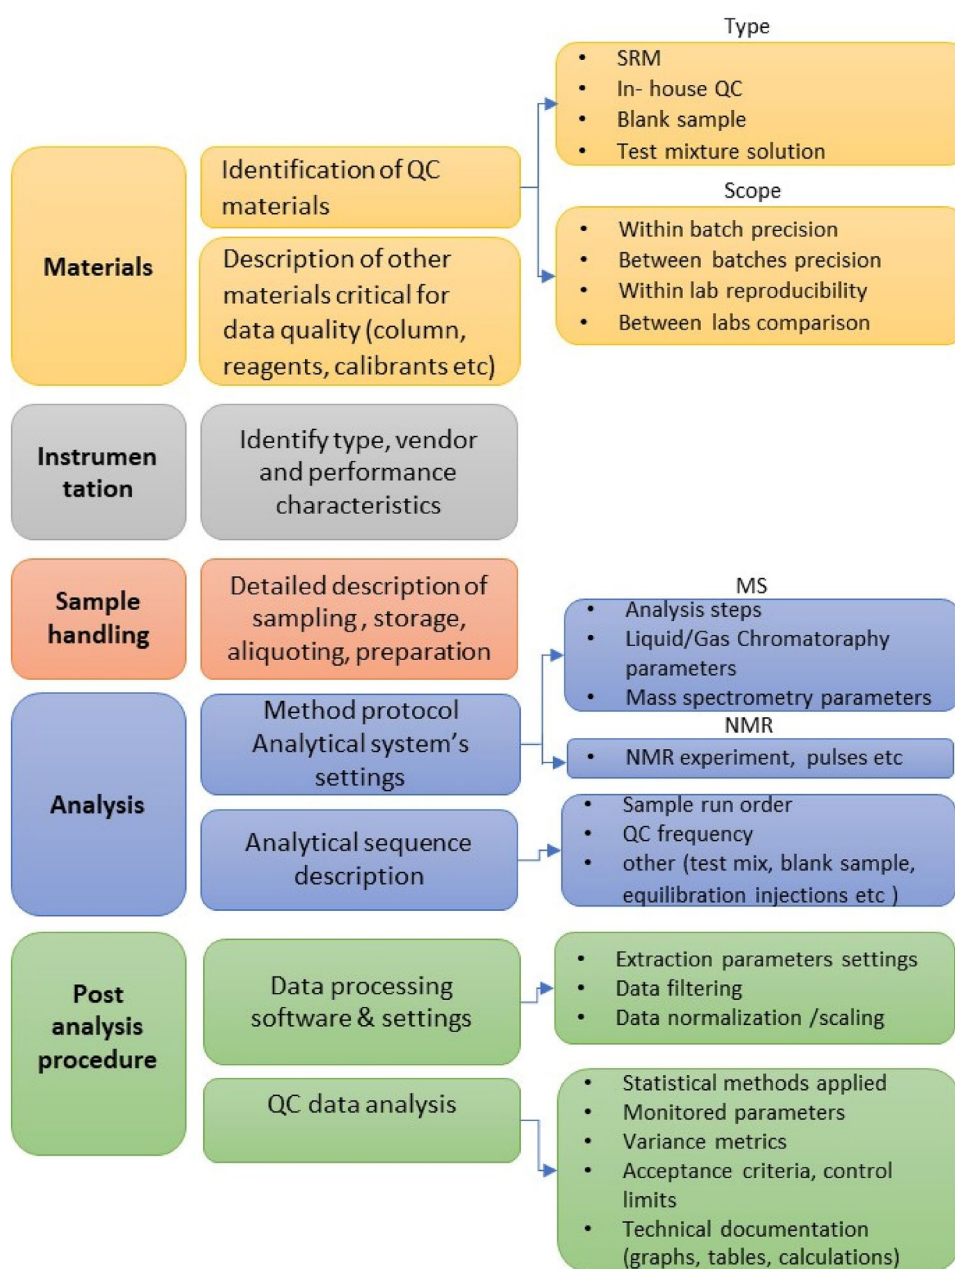 Type
• SRM
• In- house QC
• Blank sample
• Test mixture solution
Materials
Identification of QC
materials
Scope
• Within batch precision
• Between batches precision
• Within lab reproducibility
• Between labs comparison
Description of other
materials critical for
data quality (column,
reagents, calibrants etc)
Instrumen
tation
Identify type, vendor
and performance
characteristics
Sample
handling
Detailed description of
sampling , storage,
aliquoting, preparation
MS
• Analysis steps
• Liquid/Gas Chromatoraphy
parameters
• Mass spectrometry parameters
Analysis
Method protocol
Analytical system’s
settings
NMR
• NMR experiment, pulses etc
Analytical sequence
description
• Sample run order
• QC frequency
• other (test mix, blank sample,
equilibration injections etc )
Post
analysis
procedure
Data processing
software & settings
• Extraction parameters settings
• Data filtering
• Data normalization /scaling
QC data analysis
• Statistical methods applied
• Monitored parameters
• Variance metrics
• Acceptance criteria, control
limits
• Technical documentation
(graphs, tables, calculations)